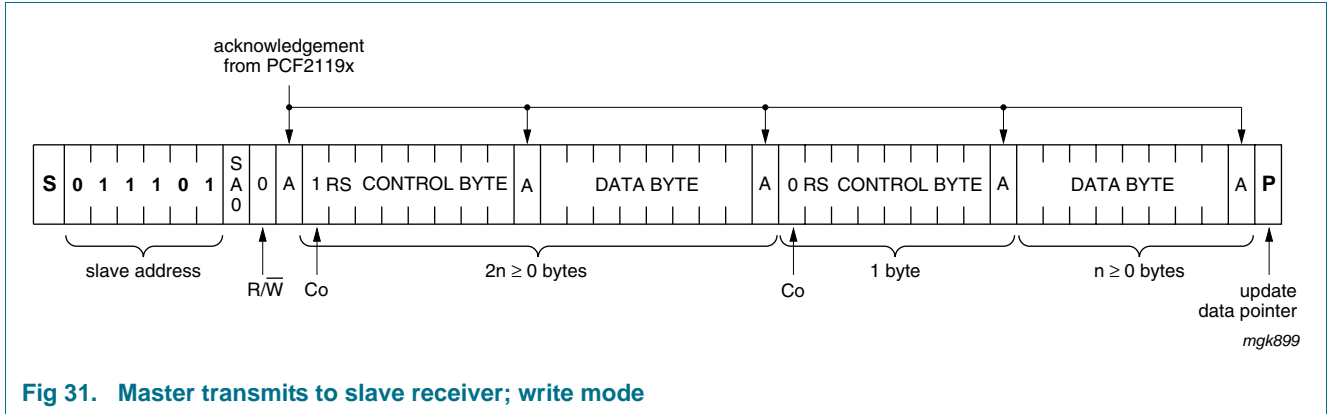 acknowledgement
from PCF2119x
S 0 1 1 1 0 1 SA0 0 A 1 RS CONTROL BYTE A DATA BYTE A 0 RS CONTROL BYTE A DATA BYTE A P
slave address 2n ≥ 0 bytes 1 byte n ≥ 0 bytes
R/W̅ Co Co update
data pointer
mgk899
Fig 31. Master transmits to slave receiver; write mode